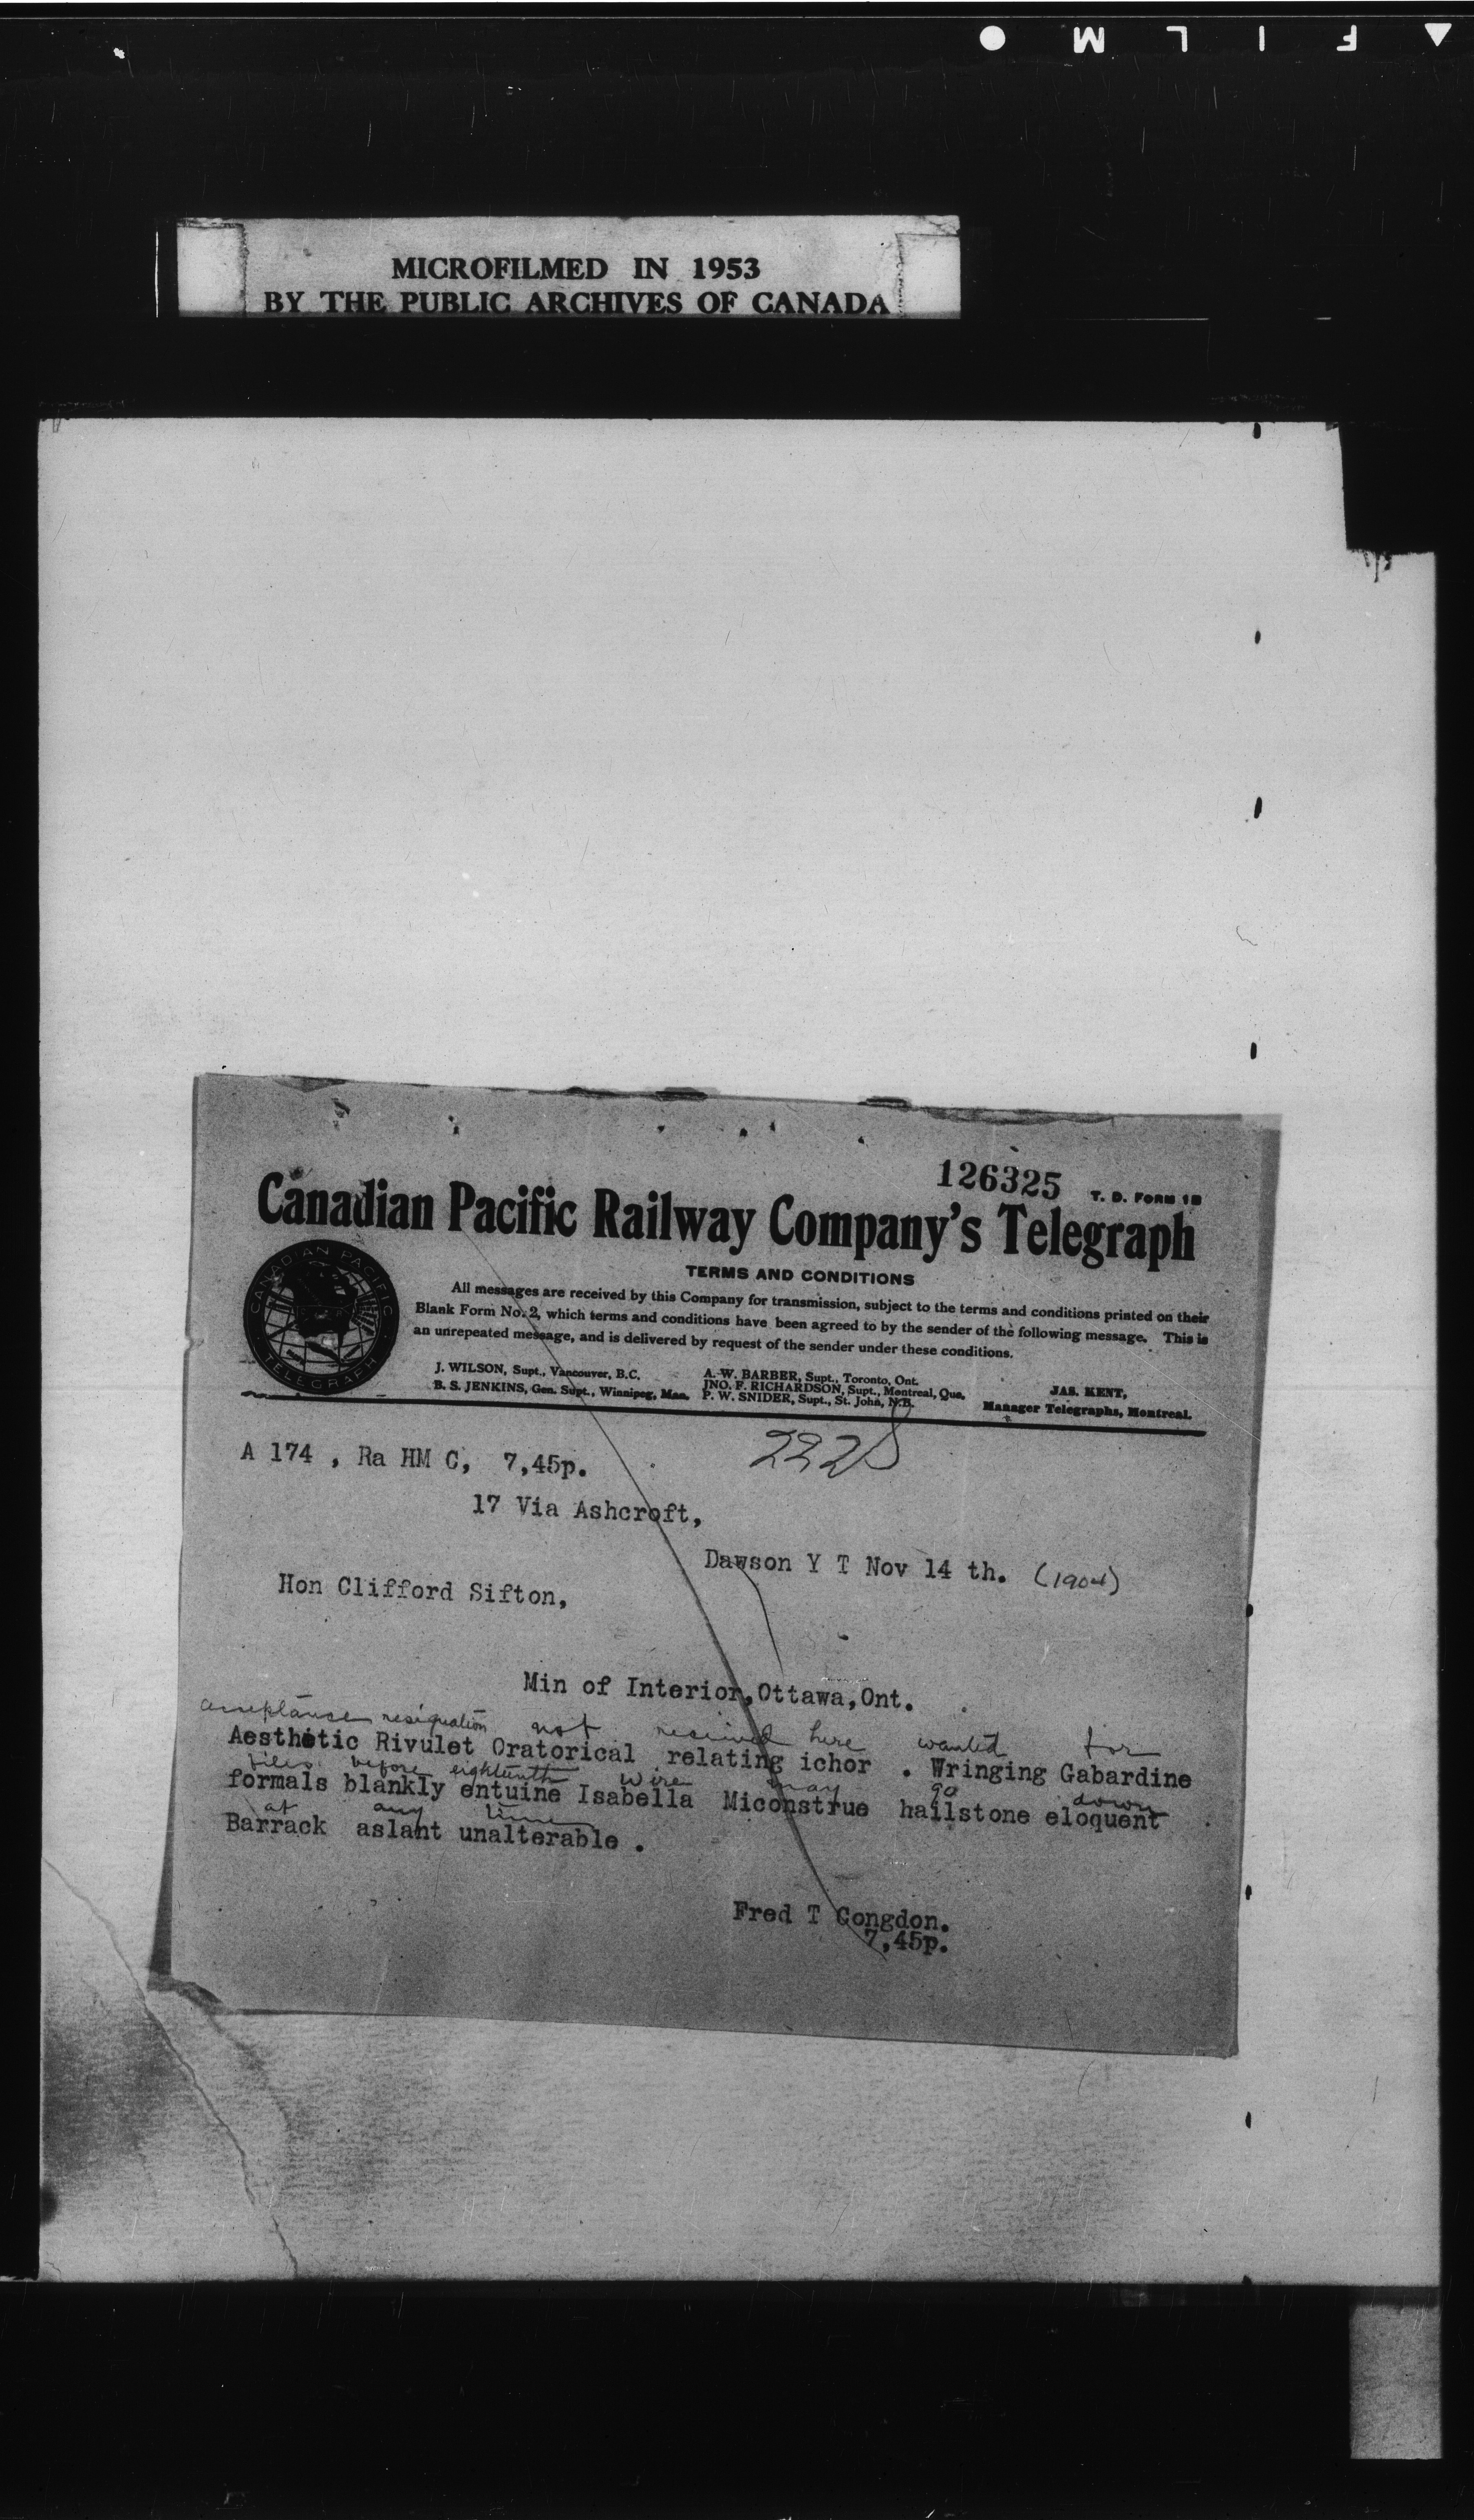 FILM
MICROFILMED IN 1953
BY THE PUBLIC ARCHIVES OF CANADA
126325 T. D. FORM 1B
Canadian Pacific Railway Company's Telegraph
CANADIAN PACIFIC TELEGRAPH
TERMS AND CONDITIONS
All messages are received by this Company for transmission, subject to the terms and conditions printed on their
Blank Form No. 2, which terms and conditions have been agreed to by the sender of the following message. This is
an unrepeated message, and is delivered by request of the sender under these conditions.
J. WILSON, Supt., Vancouver, B.C.
B. S. JENKINS, Gen. Supt., Winnipeg, Man.
A. W. BARBER, Supt., Toronto, Ont.
JNO. F. RICHARDSON, Supt., Montreal, Que.
P. W. SNIDER, Supt., St. John, N.B.
JAS. KENT,
Manager Telegraphs, Montreal.
A 174 , Ra HM C, 7,45p.
17 Via Ashcroft,
Dawson Y T Nov 14 th. (1904)
Hon Clifford Sifton,
Min of Interior,Ottawa,Ont.
acceptance resignation not received here wanted for
Aesthetic Rivulet Oratorical relating ichor . Wringing Gabardine
files before eighteenth wire may go down
formals blankly entuine Isabella Miconstrue hailstone eloquent
at any time
Barrack aslant unalterable .
Fred T Congdon.
7,45p.